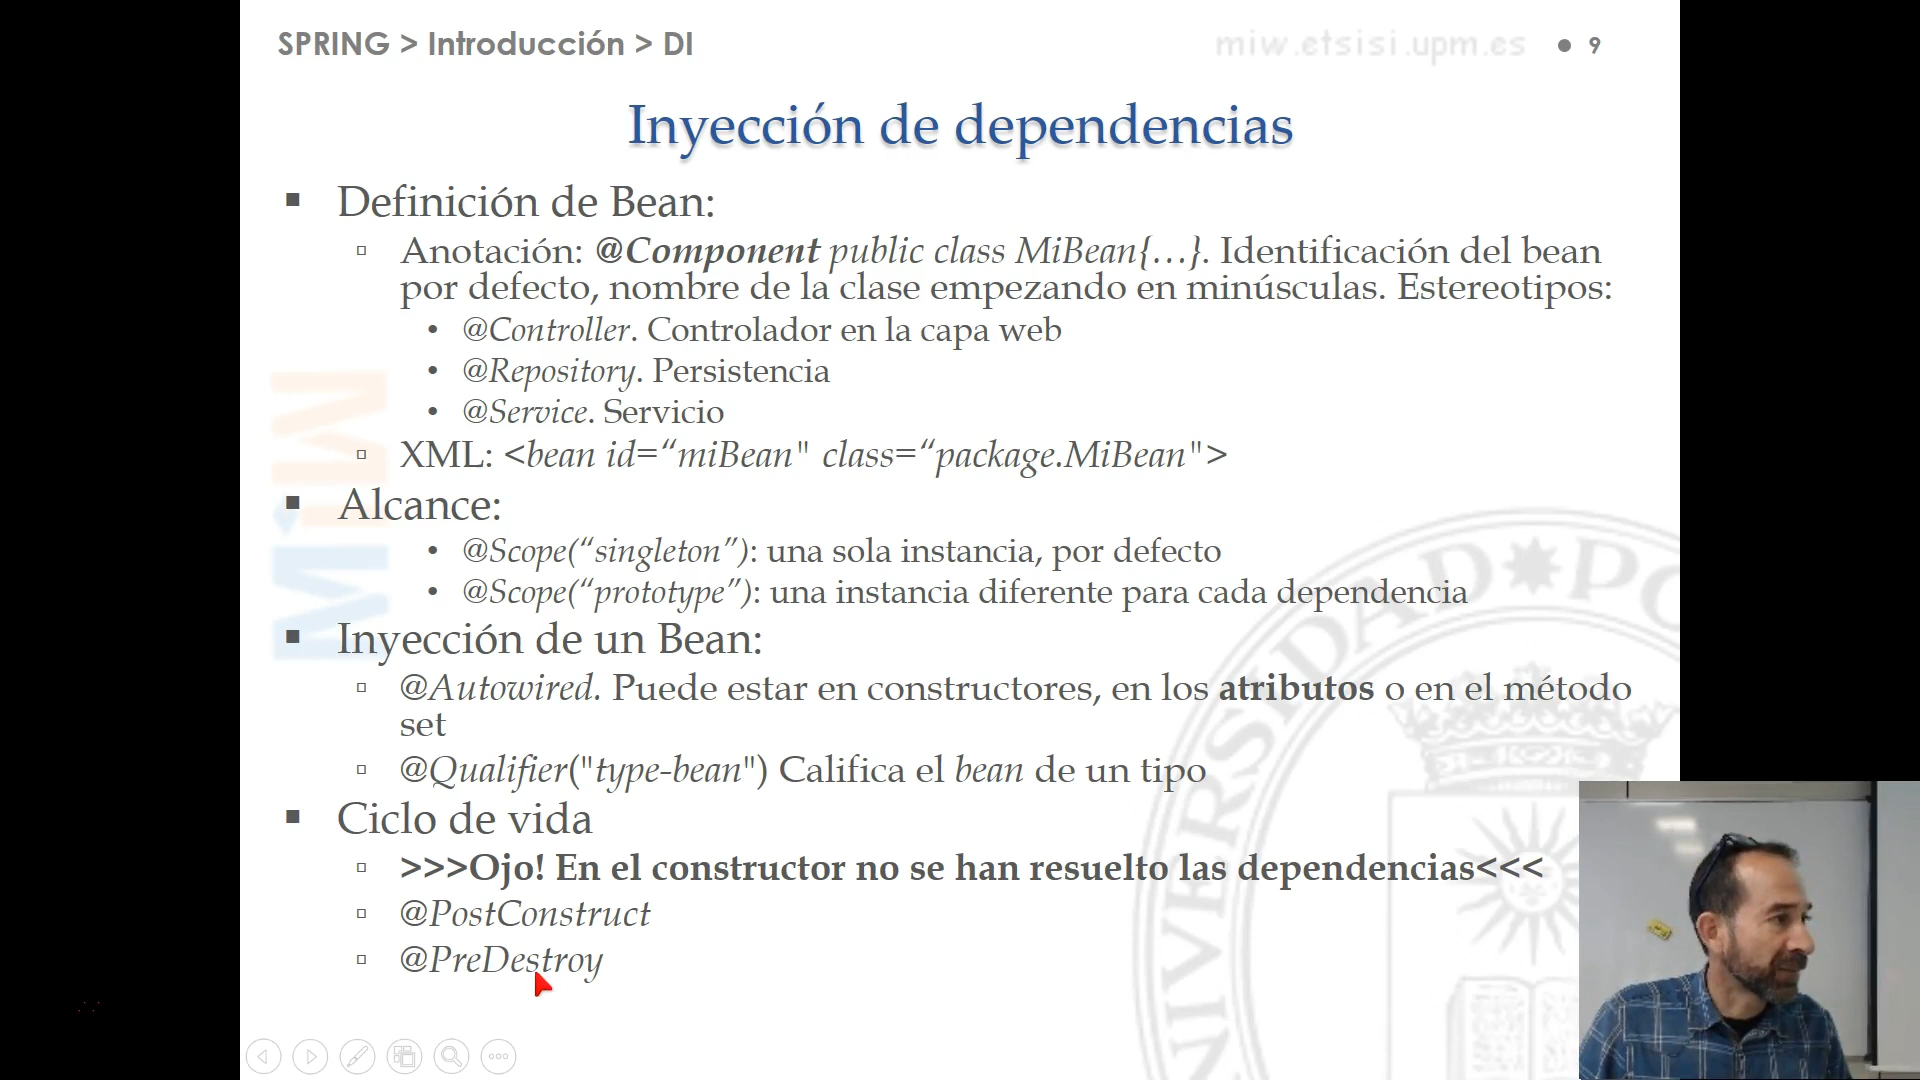 SPRING > Introducción > DI
miw.etsisi.upm.es
9
Inyección de dependencias
Definición de Bean:
Anotación: @Component public class MiBean{…}. Identificación del bean
por defecto, nombre de la clase empezando en minúsculas. Estereotipos:
@Controller. Controlador en la capa web
@Repository. Persistencia
@Service. Servicio
XML: <bean id=“miBean" class=“package.MiBean">
Alcance:
@Scope(“singleton”): una sola instancia, por defecto
@Scope(“prototype”): una instancia diferente para cada dependencia
Inyección de un Bean:
@Autowired. Puede estar en constructores, en los atributos o en el método
set
@Qualifier("type-bean") Califica el bean de un tipo
Ciclo de vida
>>>Ojo! En el constructor no se han resuelto las dependencias<<<
@PostConstruct
@PreDestroy
MiW